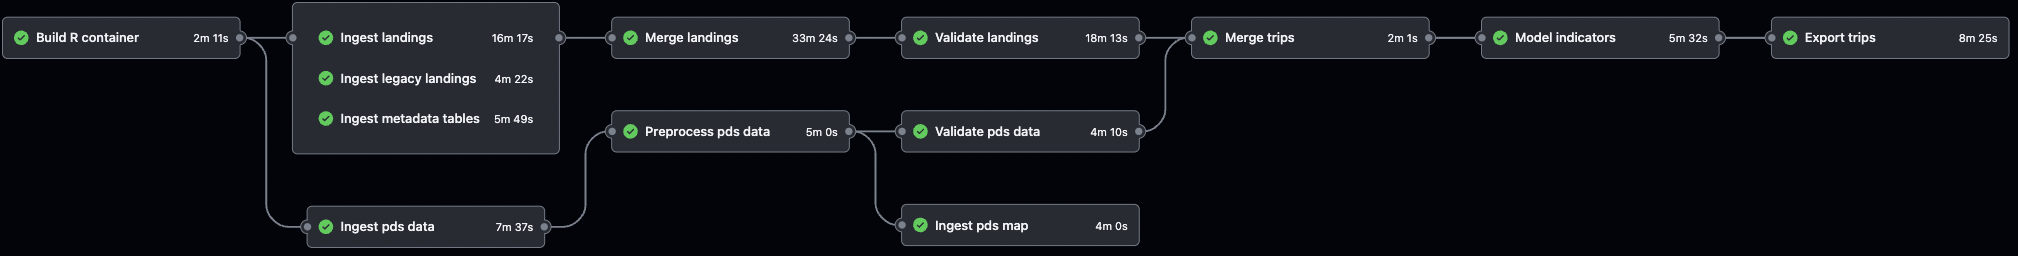 Build R container 2m 11s
Ingest landings 16m 17s
Ingest legacy landings 4m 22s
Ingest metadata tables 5m 49s
Merge landings 33m 24s
Validate landings 18m 13s
Merge trips 2m 1s
Model indicators 5m 32s
Export trips 8m 25s
Preprocess pds data 5m 0s
Validate pds data 4m 10s
Ingest pds data 7m 37s
Ingest pds map 4m 0s